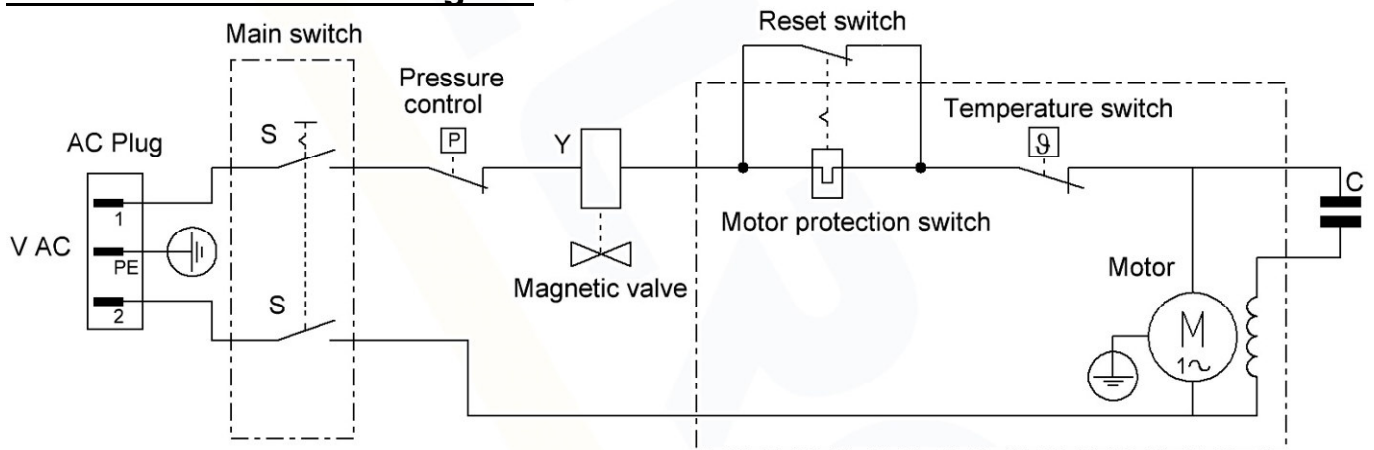 Reset switch
Main switch
Pressure
control
Temperature switch
AC Plug
S
P
Y
ϑ
1
C
V AC
PE
Motor protection switch
Magnetic valve
Motor
2
S
M
1~